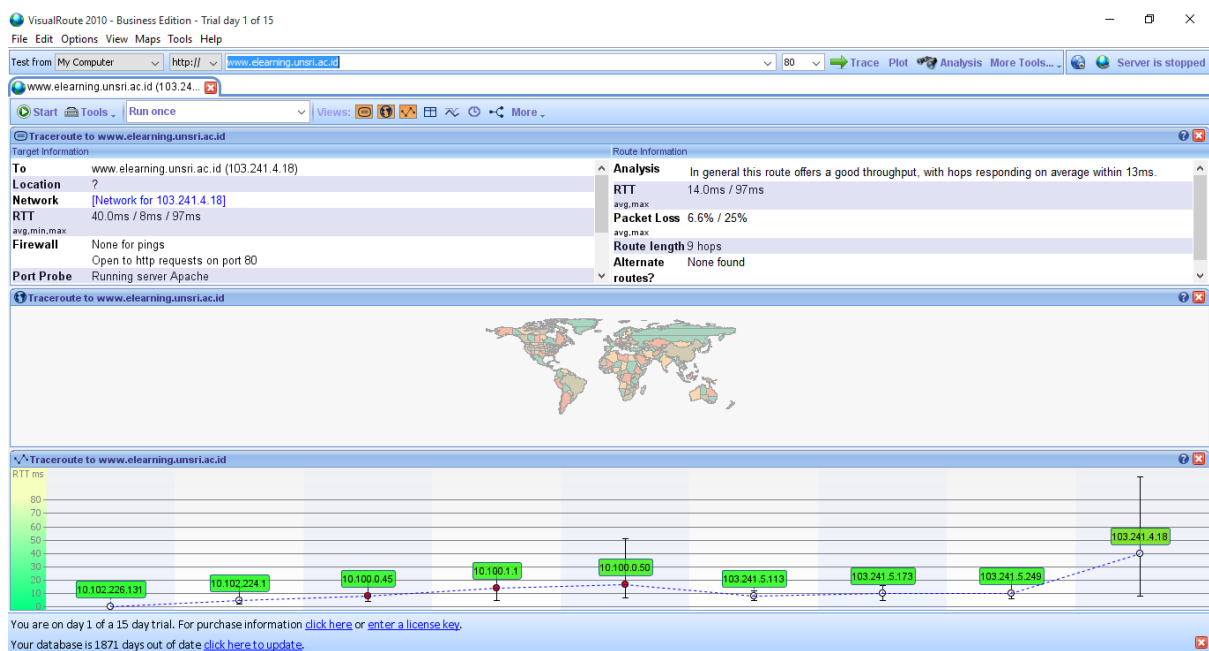 VisualRoute 2010 - Business Edition - Trial day 1 of 15
File Edit Options View Maps Tools Help
Test from My Computer http:// www.elearning.unsri.ac.id 80 Trace Plot Analysis More Tools... Server is stopped
www.elearning.unsri.ac.id (103.24...
Start Tools Run once Views: More
Traceroute to www.elearning.unsri.ac.id
Target Information
To www.elearning.unsri.ac.id (103.241.4.18)
Location ?
Network [Network for 103.241.4.18]
RTT 40.0ms / 8ms / 97ms
avg,min,max
Firewall None for pings
Open to http requests on port 80
Port Probe Running server Apache
Route Information
Analysis In general this route offers a good throughput, with hops responding on average within 13ms.
RTT 14.0ms / 97ms
avg,max
Packet Loss 6.6% / 25%
avg,max
Route length 9 hops
Alternate None found
routes?
Traceroute to www.elearning.unsri.ac.id
Traceroute to www.elearning.unsri.ac.id
RTT ms
80
70
60
50
40
30
20
10
0
10.102.226.131
10.102.224.1
10.100.0.45
10.100.1.1
10.100.0.50
103.241.5.113
103.241.5.173
103.241.5.249
103.241.4.18
You are on day 1 of a 15 day trial. For purchase information click here or enter a license key.
Your database is 1871 days out of date click here to update.